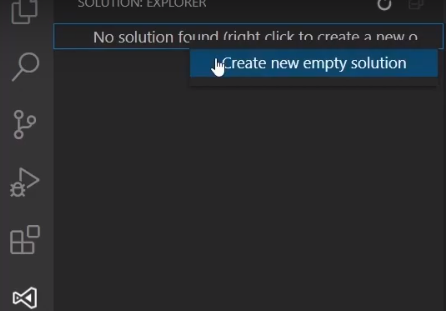 SOLUTION: EXPLORER
No solution found (right click to create a new o
Create new empty solution